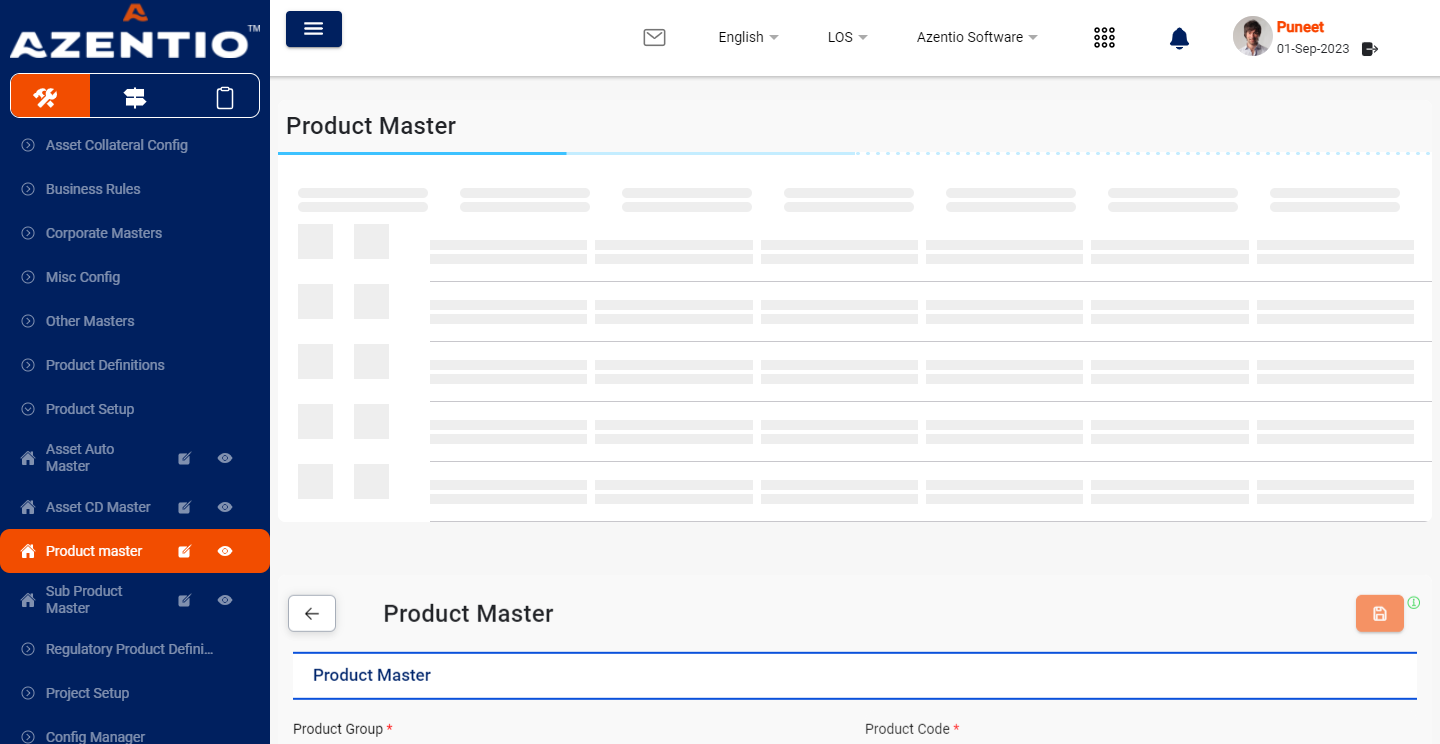 AZENTIO™
English
LOS
Azentio Software
Puneet
01-Sep-2023
Asset Collateral Config
Business Rules
Corporate Masters
Misc Config
Other Masters
Product Definitions
Product Setup
Asset Auto
Master
Asset CD Master
Product master
Sub Product
Master
Regulatory Product Defini...
Project Setup
Config Manager
Product Master
Product Master
Product Master
Product Group *
Product Code *